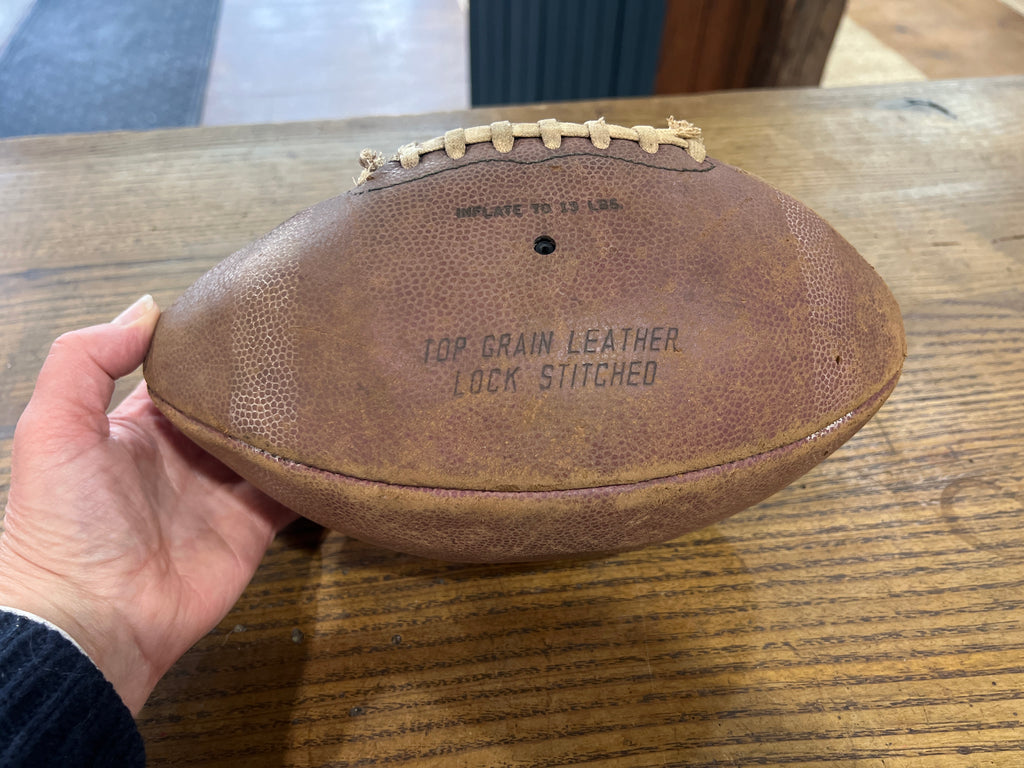 INFLATE TO 13 LBS.
TOP GRAIN LEATHER
LOCK STITCHED